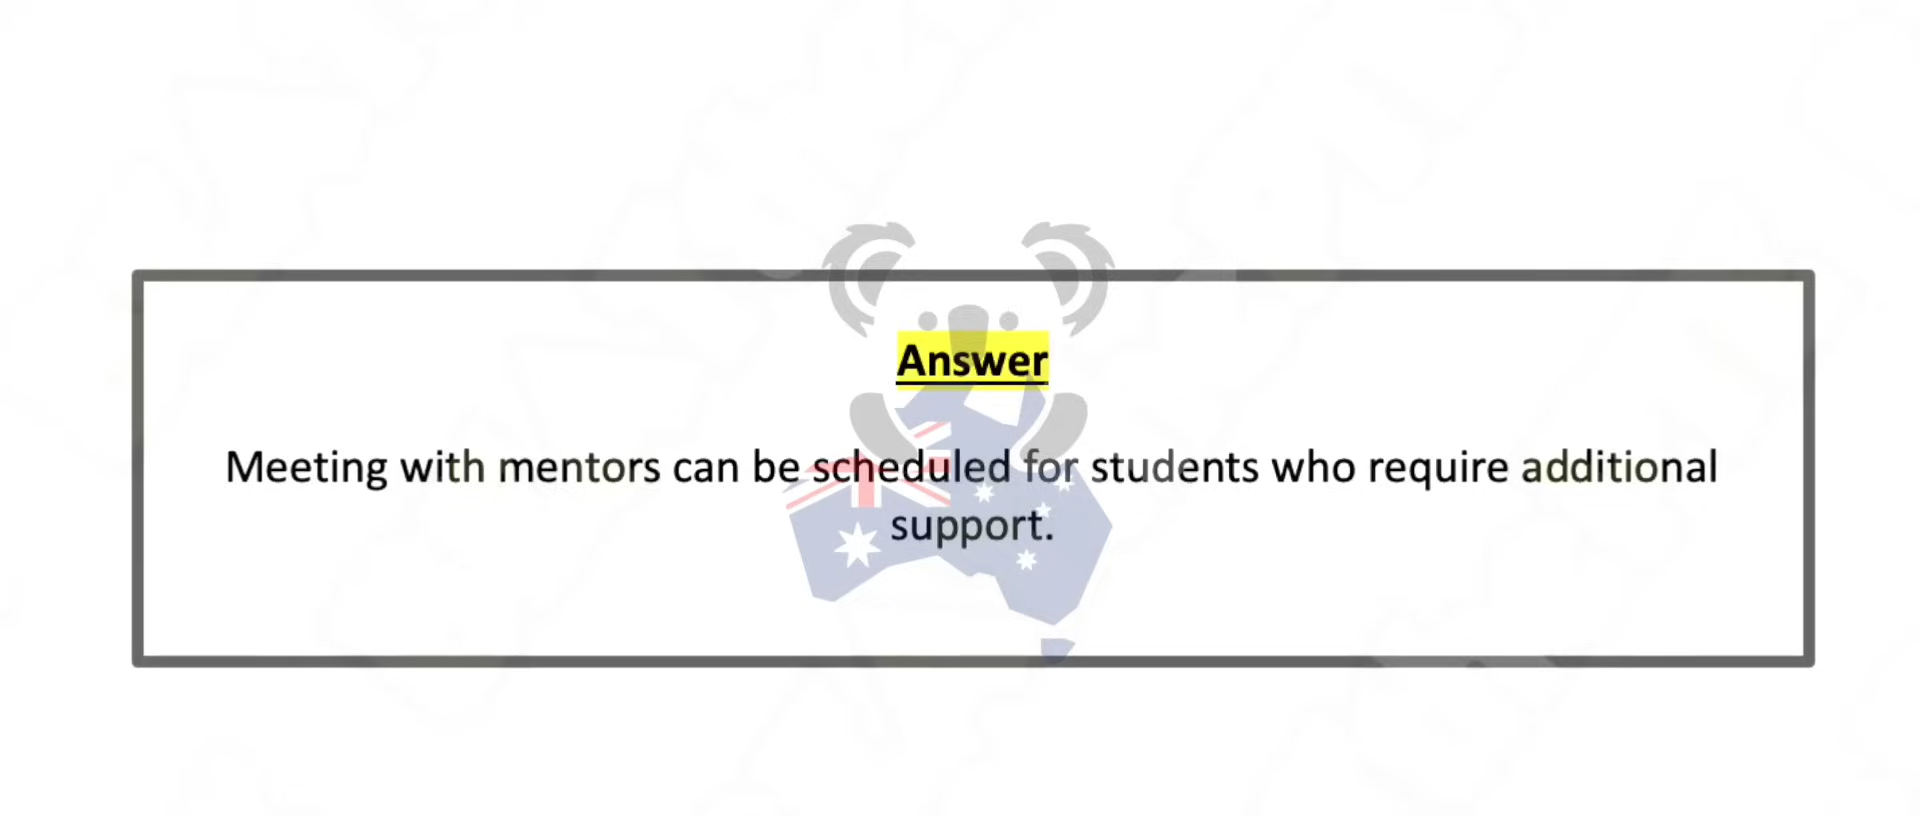 Answer
Meeting with mentors can be scheduled for students who require additional
support.